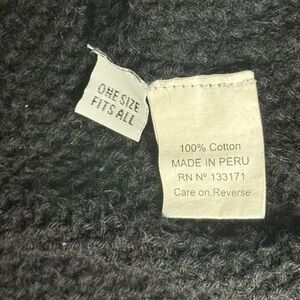 ONE SIZE
FITS ALL
100% Cotton
MADE IN PERU
RN Nº 133171
Care on Reverse